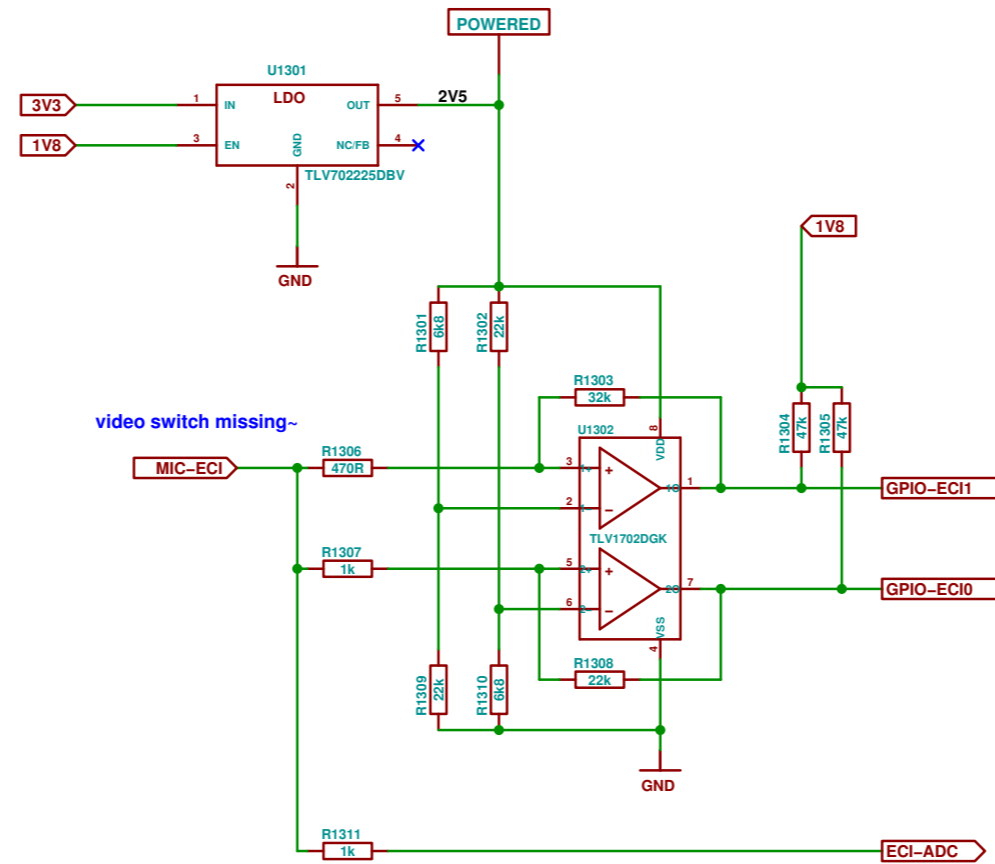 POWERED
U1301
LDO
3V3
1
IN
OUT
5
2V5
1V8
3
EN
GND
NC/FB
4
TLV702225DBV
2
GND
1V8
R1301
6k8
R1302
22k
R1303
32k
R1304
47k
R1305
47k
video switch missing~
U1302
8
VDD
MIC-ECI
R1306
470R
3
1+
+
1O
1
GPIO-ECI1
2
1-
−
TLV1702DGK
R1307
1k
5
2+
+
2O
7
GPIO-ECI0
6
2-
−
VSS
4
R1309
22k
R1310
6k8
R1308
22k
GND
R1311
1k
ECI-ADC